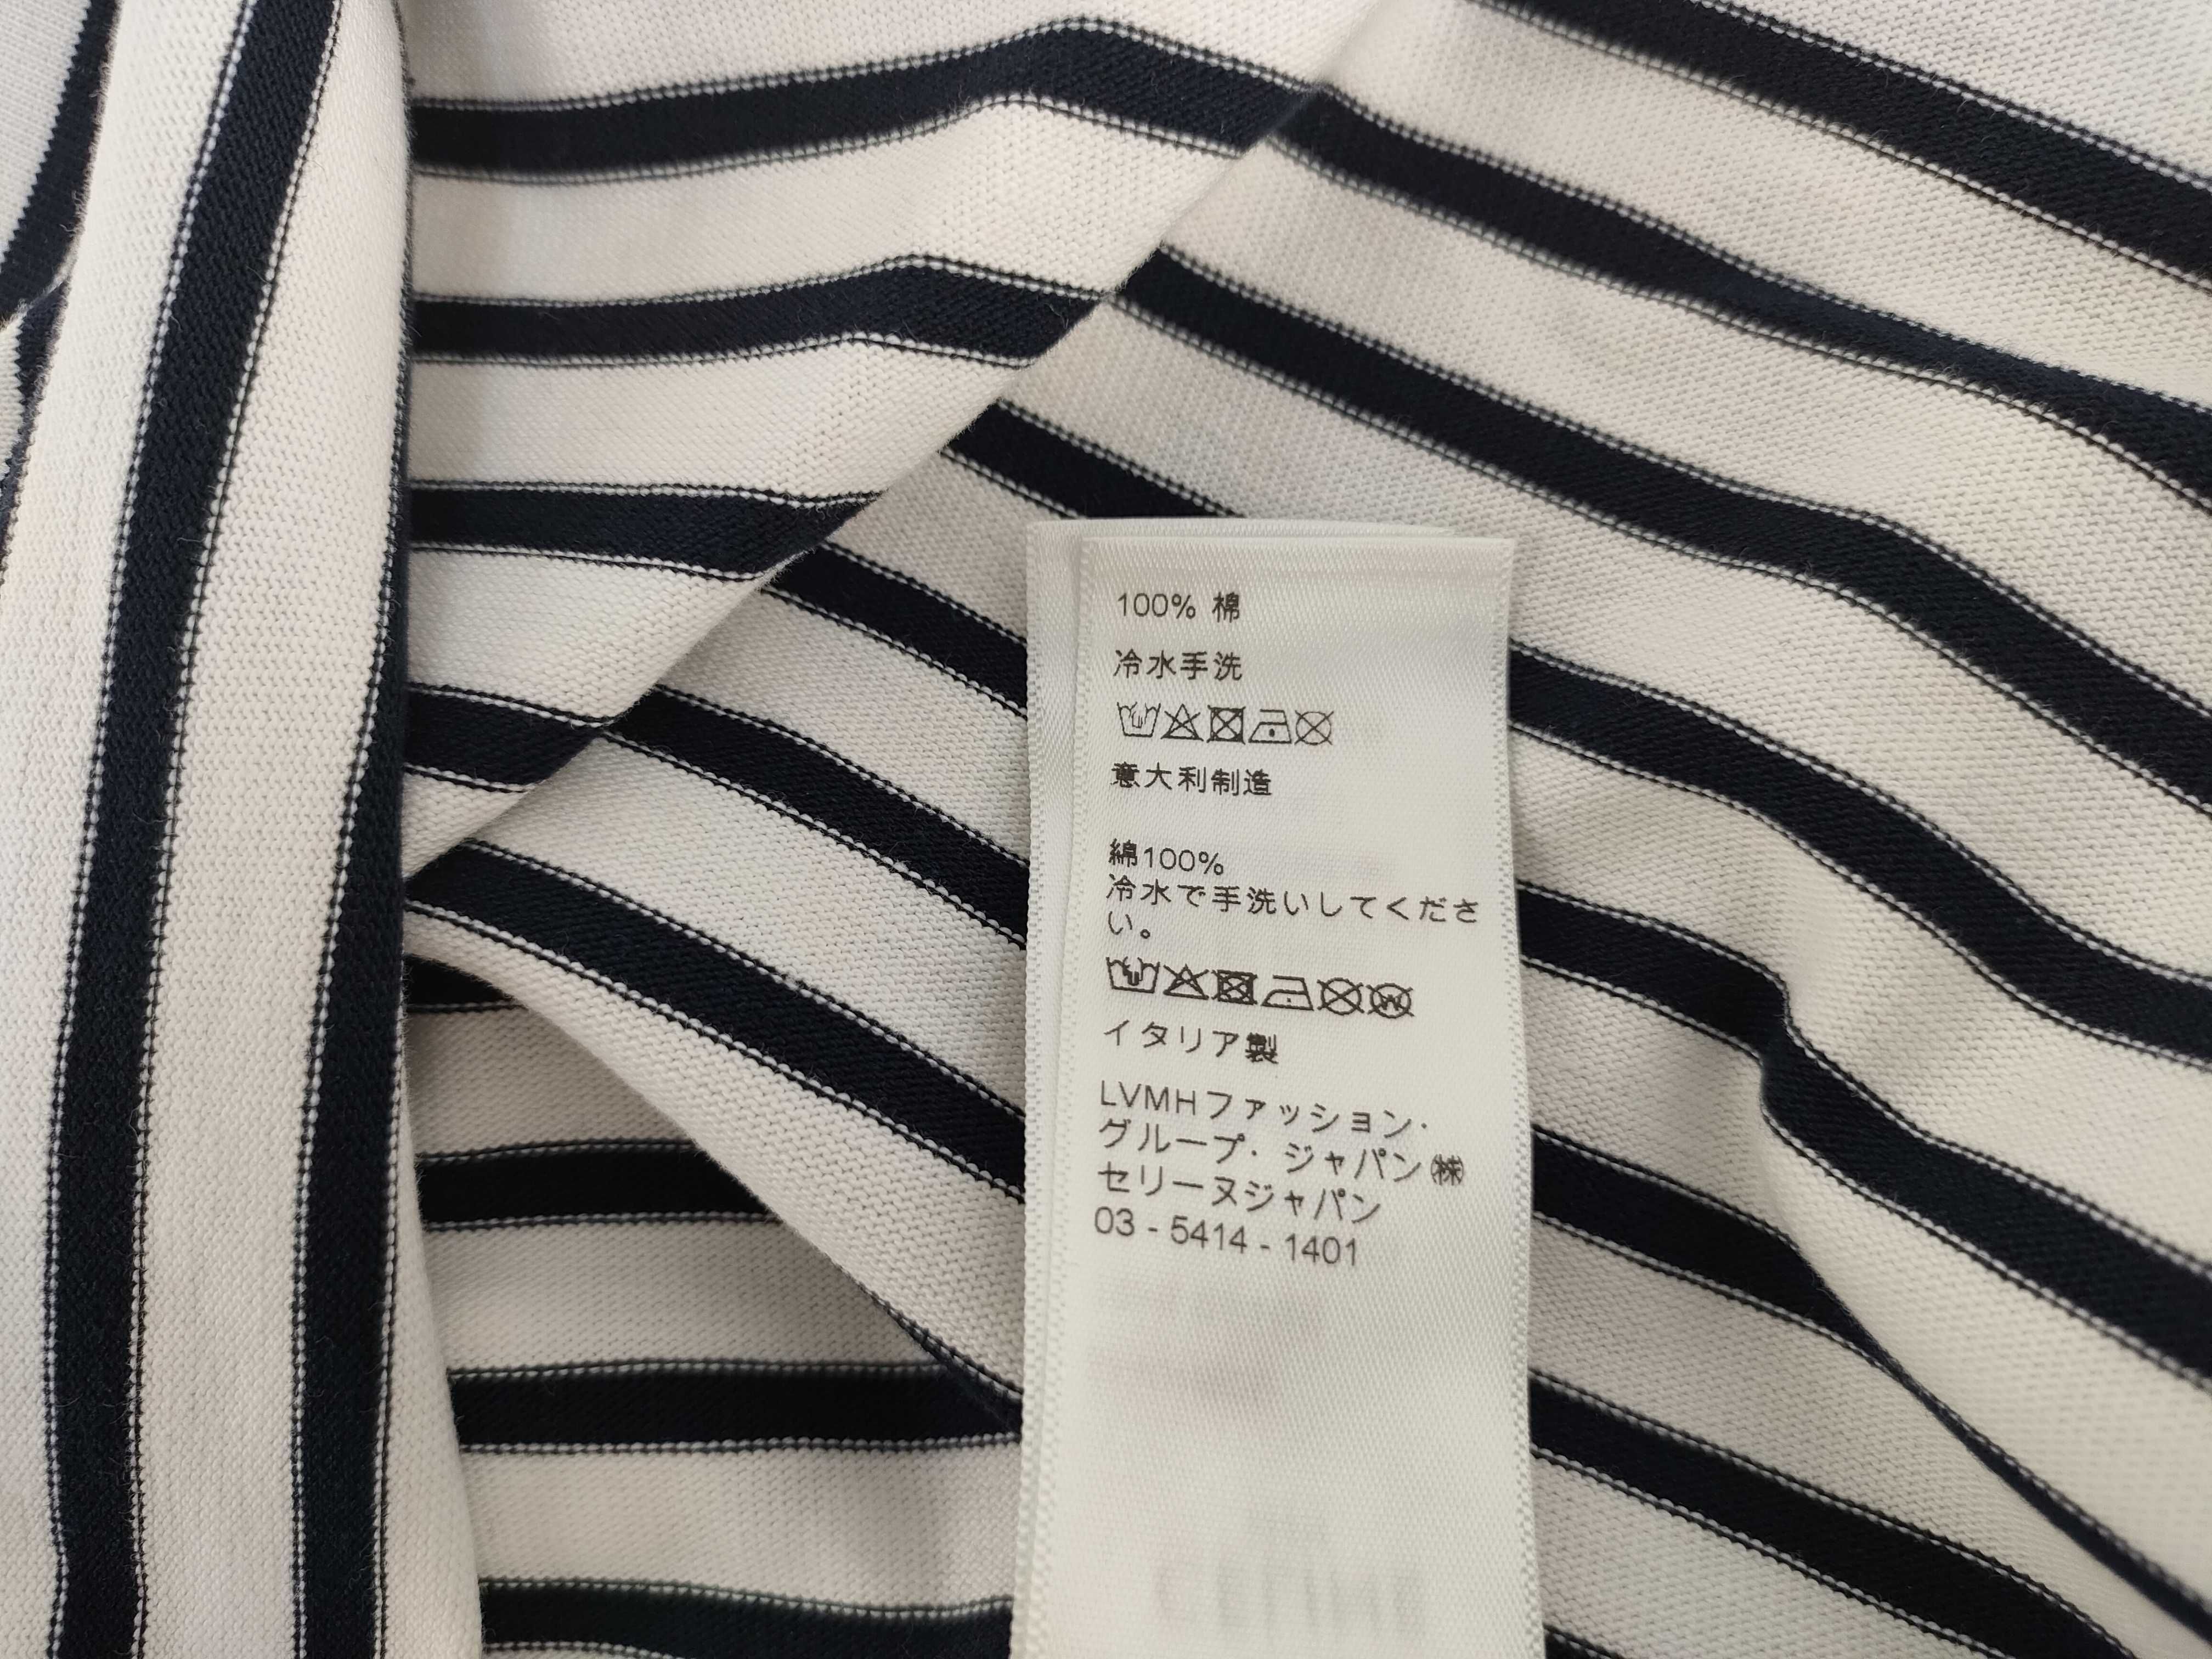 100% 棉
冷水手洗
意大利制造
綿100%
冷水で手洗いしてくださ
い。
W
イタリア製
LVMHファッション・
グループ・ジャパン㈱
セリーヌジャパン
03 - 5414 - 1401